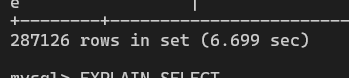 e |
+--------+----------------------------
287126 rows in set (6.699 sec)
mysql> EXPLAIN SELECT